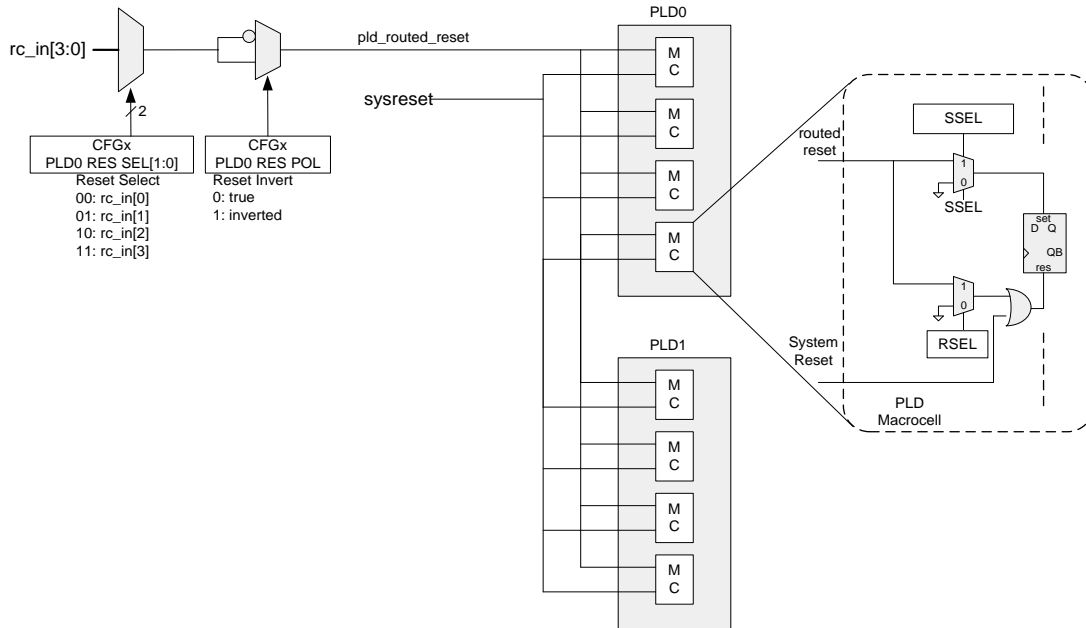 PLD0
rc_in[3:0]
pld_routed_reset
sysreset
2
CFGx
PLD0 RES SEL[1:0]
Reset Select
00: rc_in[0]
01: rc_in[1]
10: rc_in[2]
11: rc_in[3]
CFGx
PLD0 RES POL
Reset Invert
0: true
1: inverted
M
C
M
C
M
C
M
C
PLD1
M
C
M
C
M
C
M
C
routed
reset
SSEL
1
0
SSEL
set
D Q
QB
res
1
0
RSEL
System
Reset
PLD
Macrocell